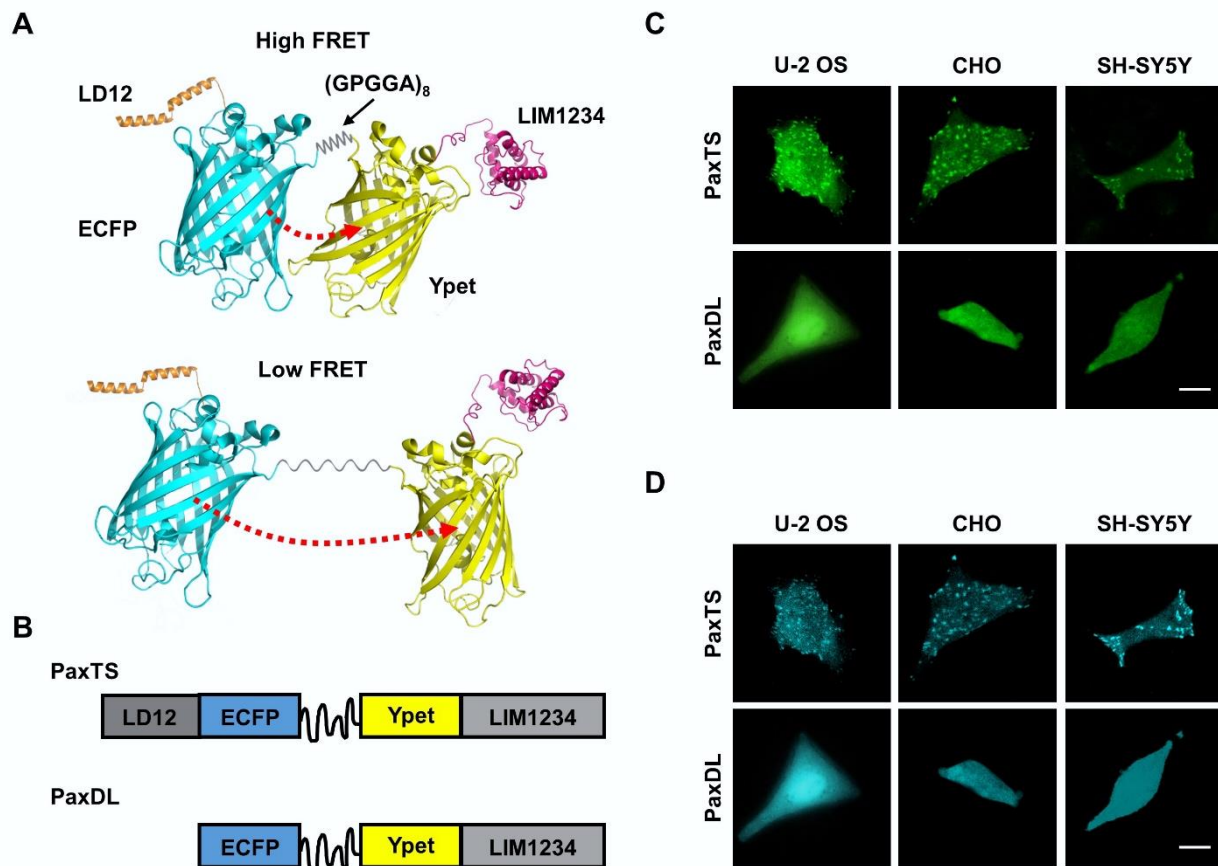 A
High FRET
LD12
(GPGGA)8
LIM1234
ECFP
Ypet
Low FRET
B
PaxTS
LD12 ECFP Ypet LIM1234
PaxDL
ECFP Ypet LIM1234
C
U-2 OS CHO SH-SY5Y
PaxTS
PaxDL
D
U-2 OS CHO SH-SY5Y
PaxTS
PaxDL